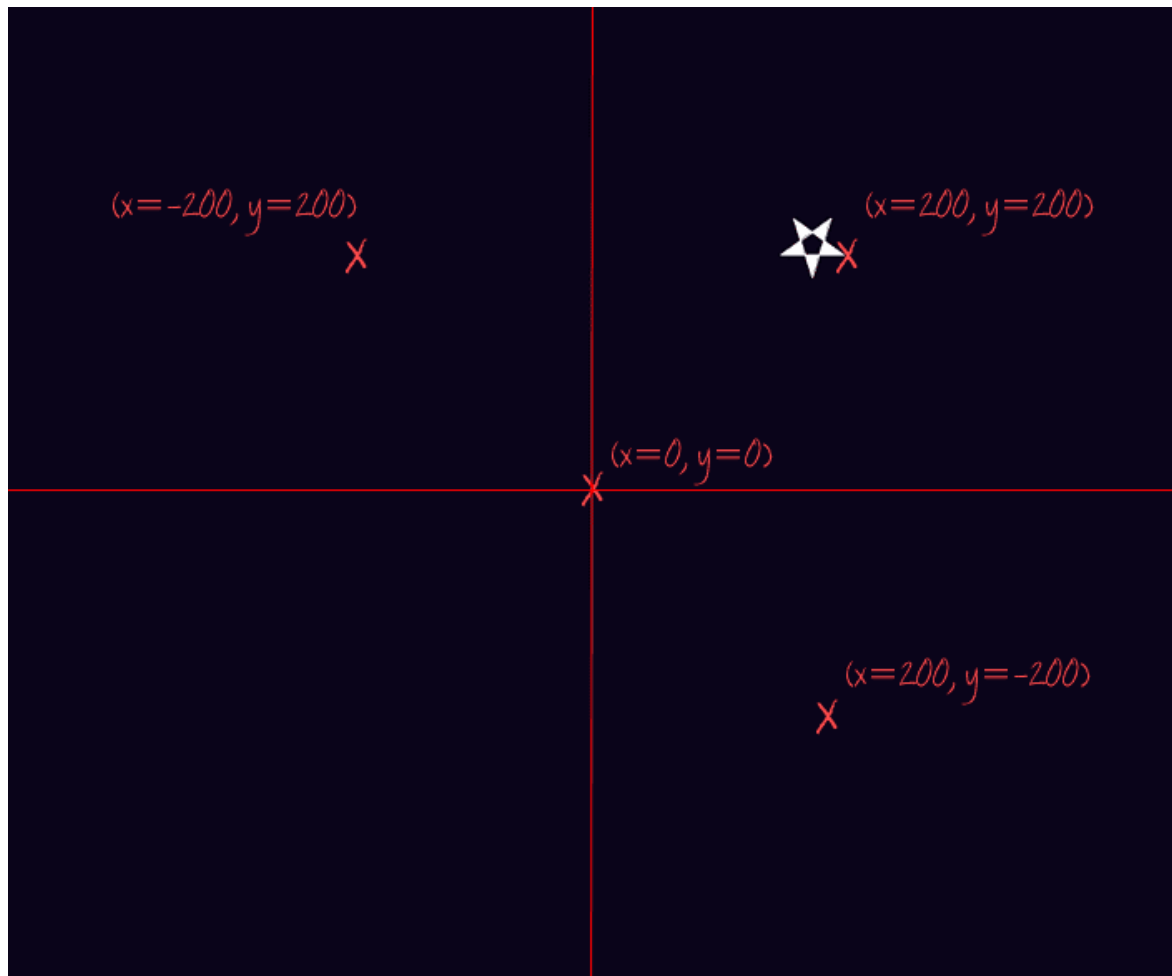 (x=-200, y=200)
(x=200, y=200)
X
X
(x=0, y=0)
X
(x=200, y=-200)
X